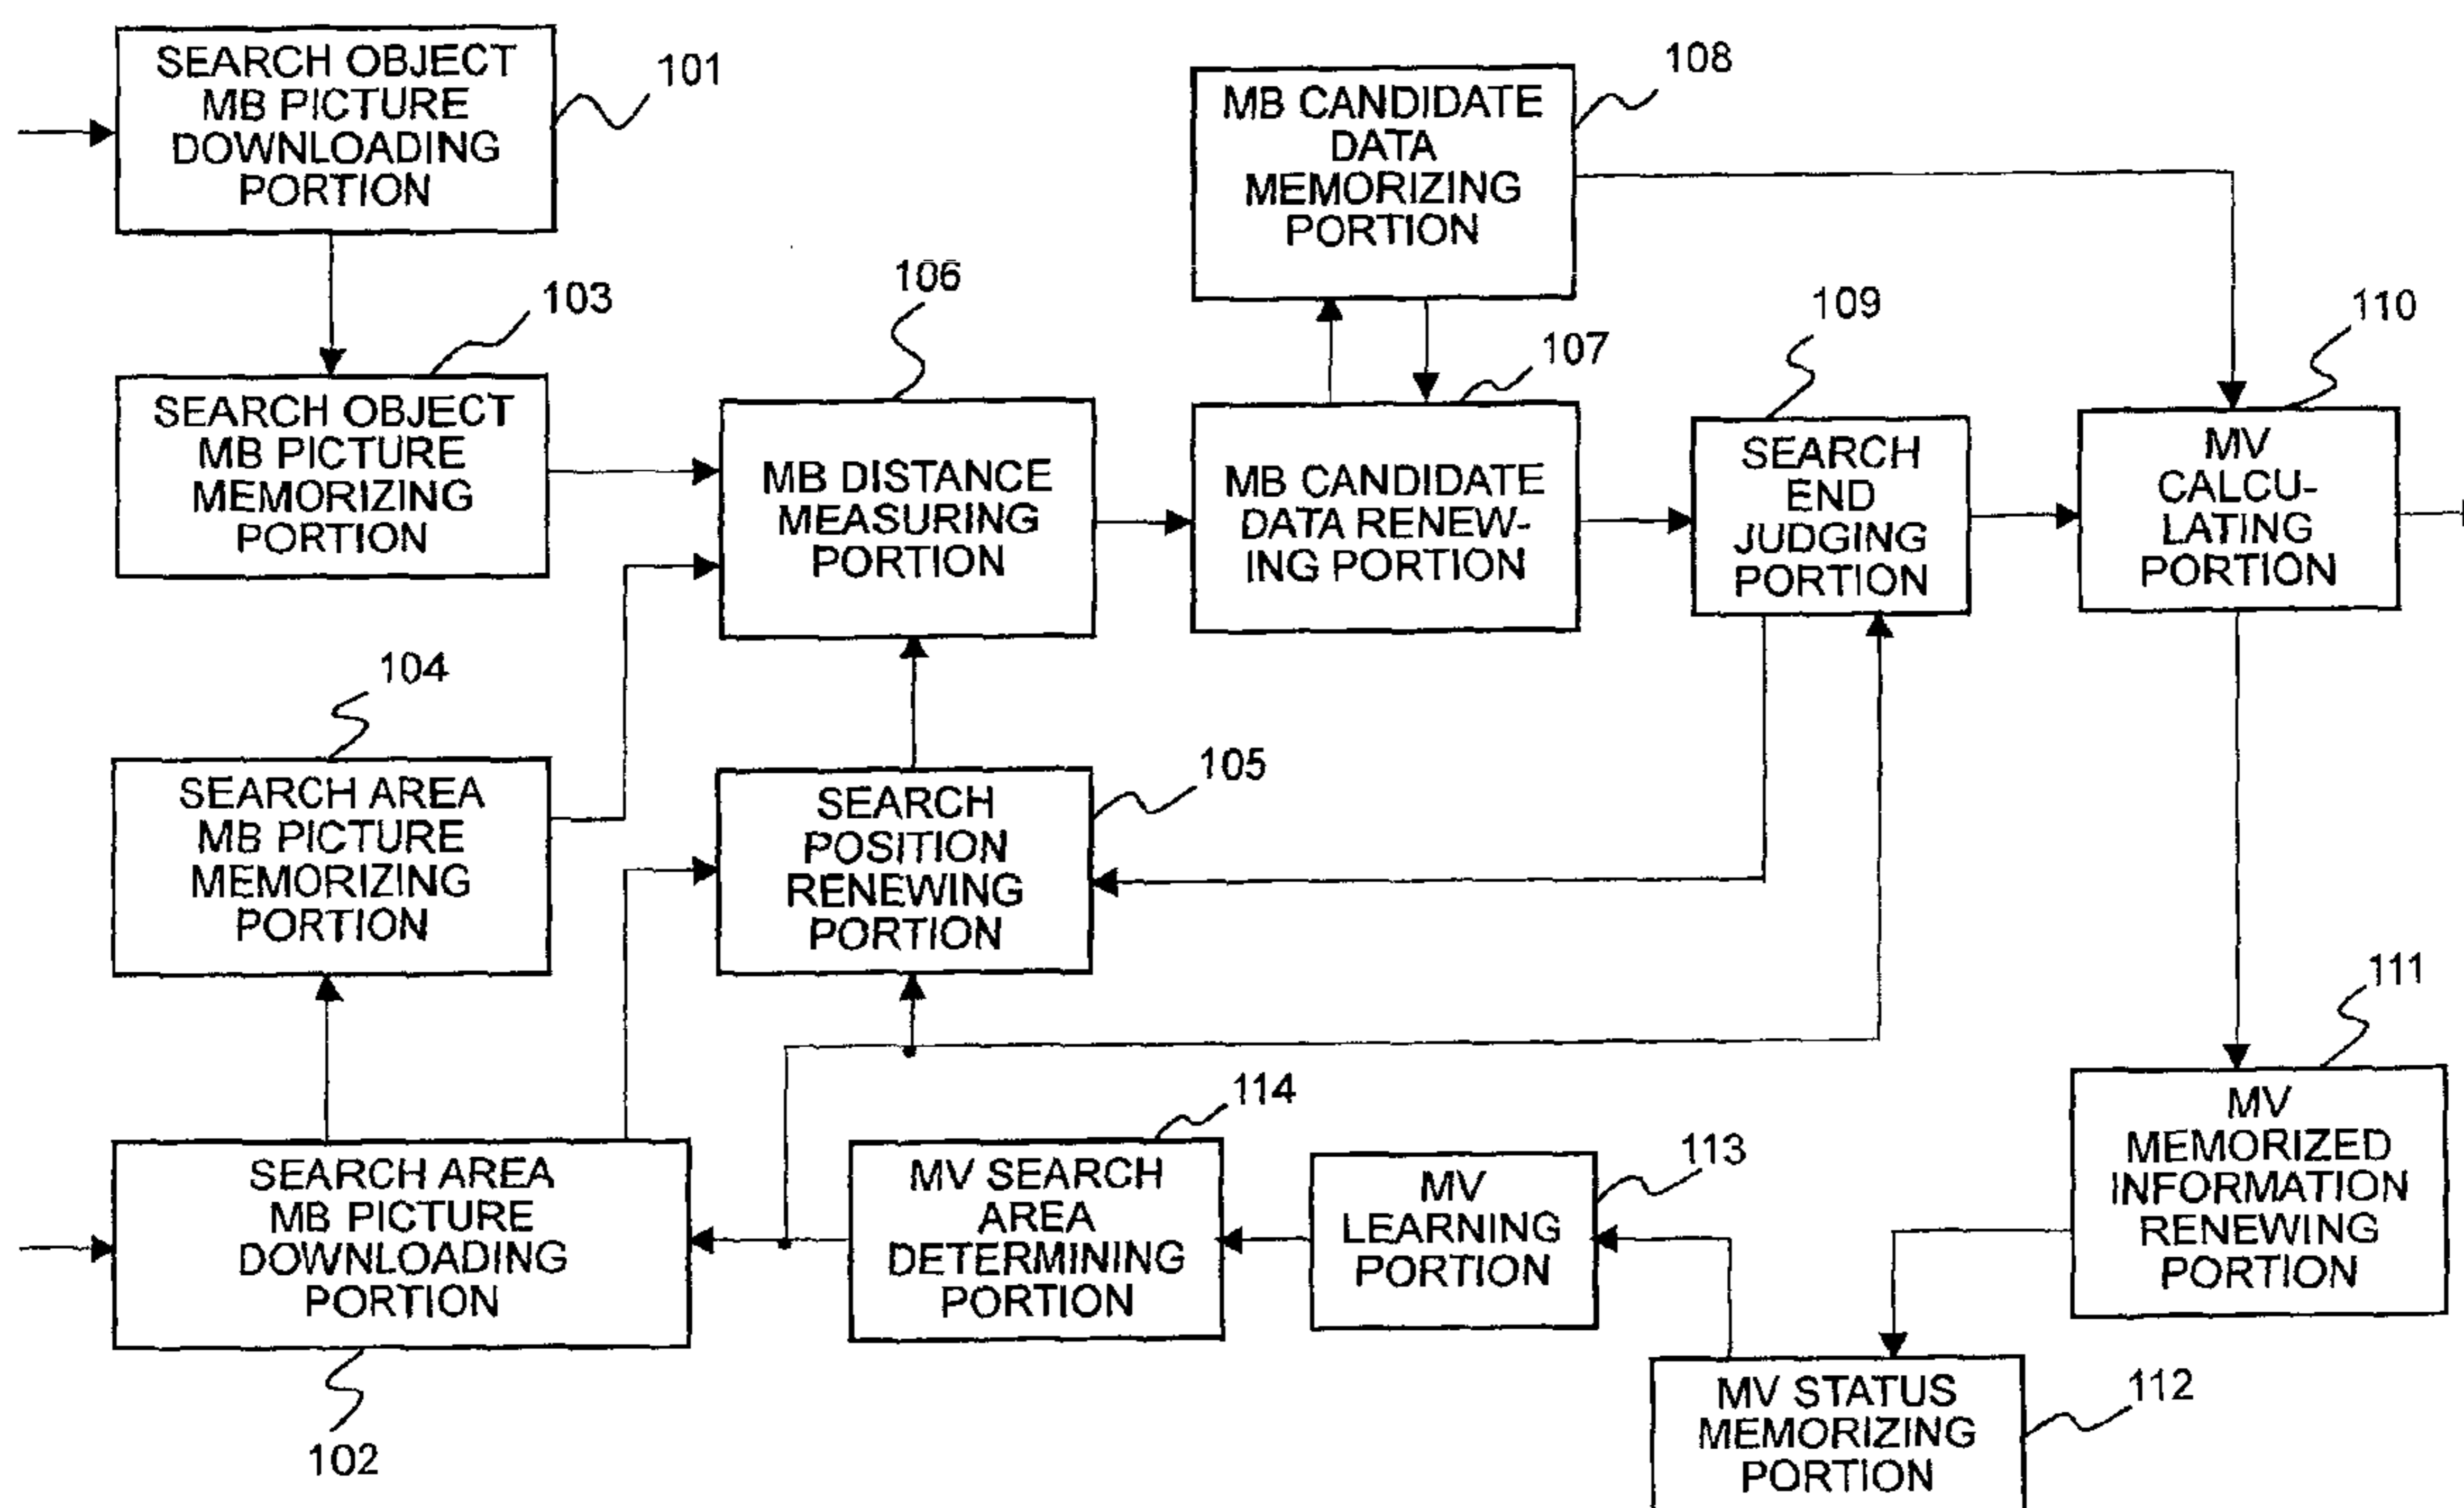 SEARCH OBJECT
MB PICTURE
DOWNLOADING
PORTION
101
MB CANDIDATE
DATA
MEMORIZING
PORTION
108
SEARCH OBJECT
MB PICTURE
MEMORIZING
PORTION
103
MB DISTANCE
MEASURING
PORTION
106
MB CANDIDATE
DATA RENEW-
ING PORTION
107
SEARCH
END
JUDGING
PORTION
109
MV
CALCU-
LATING
PORTION
110
SEARCH AREA
MB PICTURE
MEMORIZING
PORTION
104
SEARCH
POSITION
RENEWING
PORTION
105
SEARCH AREA
MB PICTURE
DOWNLOADING
PORTION
102
MV SEARCH
AREA
DETERMINING
PORTION
114
MV
LEARNING
PORTION
113
MV
MEMORIZED
INFORMATION
RENEWING
PORTION
111
MV STATUS
MEMORIZING
PORTION
112